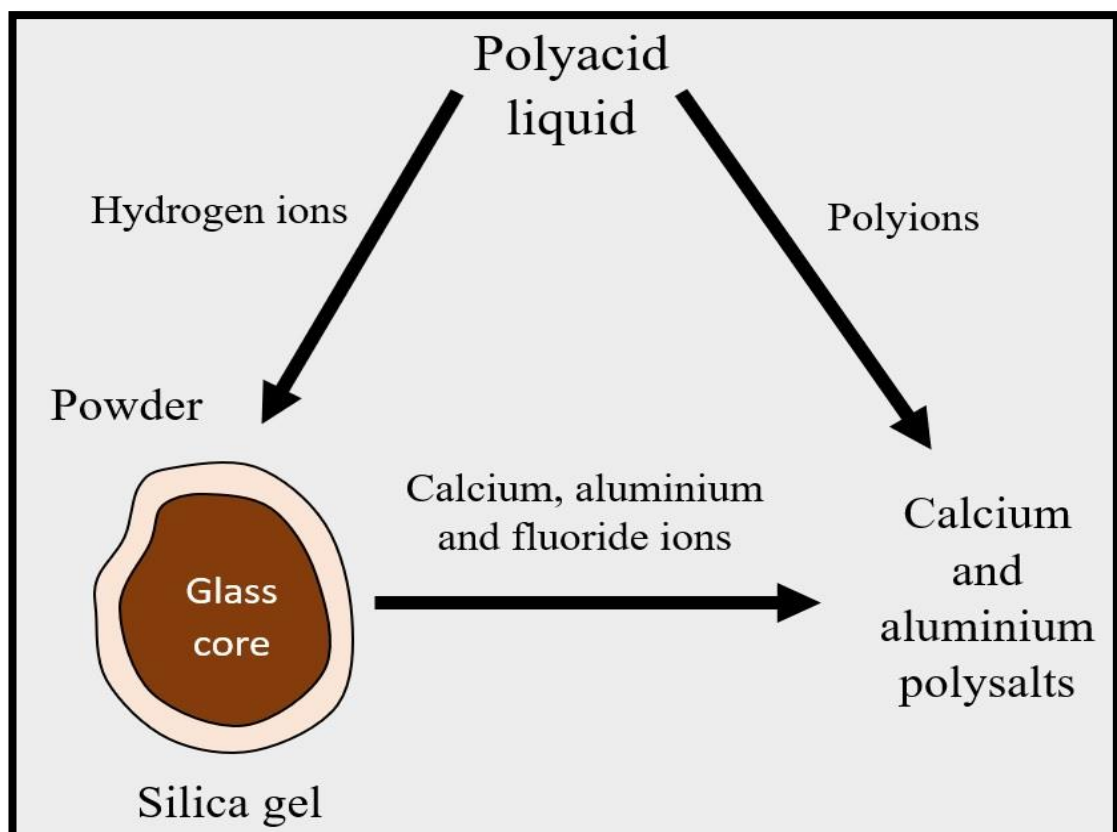 Polyacid
liquid
Hydrogen ions
Polyions
Powder
Calcium, aluminium
and fluoride ions
Glass
core
Calcium
and
aluminium
polysalts
Silica gel